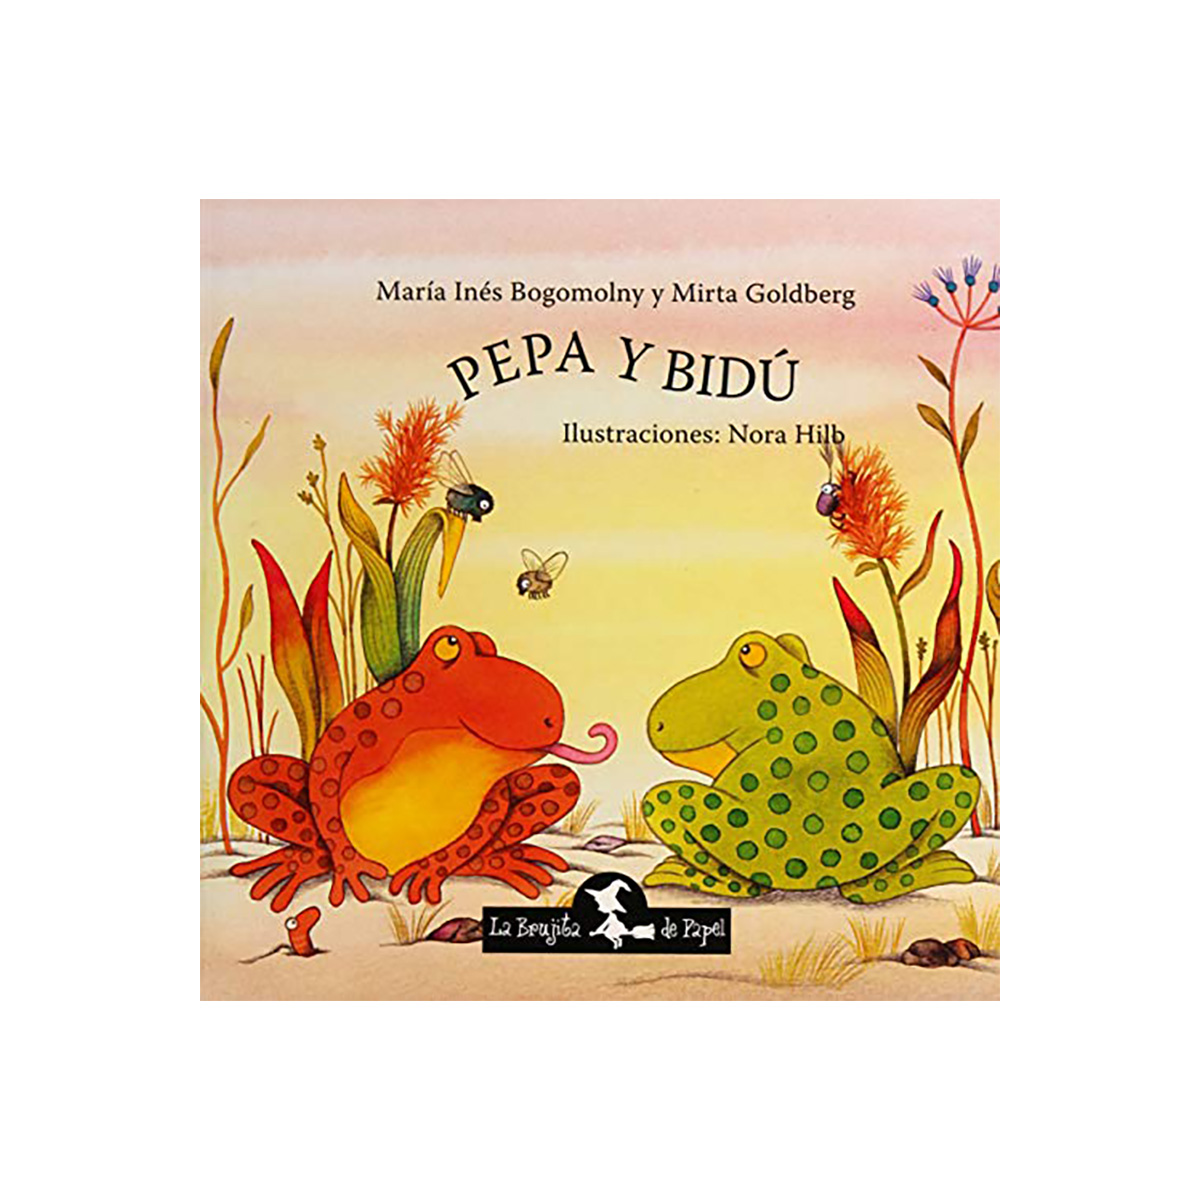 María Inés Bogomolny y Mirta Goldberg
PEPA Y BIDÚ
Ilustraciones: Nora Hilb
La Brujita de Papel